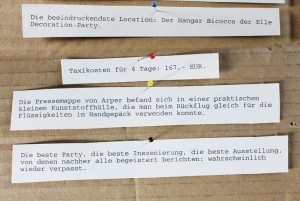 Die beeindruckendste Location: Der Hangar Bicocca der Elle
Decoration-Party.
Taxikosten für 4 Tage: 167,- EUR.
Die Pressemappe von Arper befand sich in einer praktischen
kleinen Kunststoffhülle, die man beim Rückflug gleich für die
Flüssigkeiten im Handgepäck verwenden konnte.
Die beste Party, die beste Inszenierung, die beste Ausstellung,
von denen nachher alle begeistert berichten: wahrscheinlich
wieder verpasst.